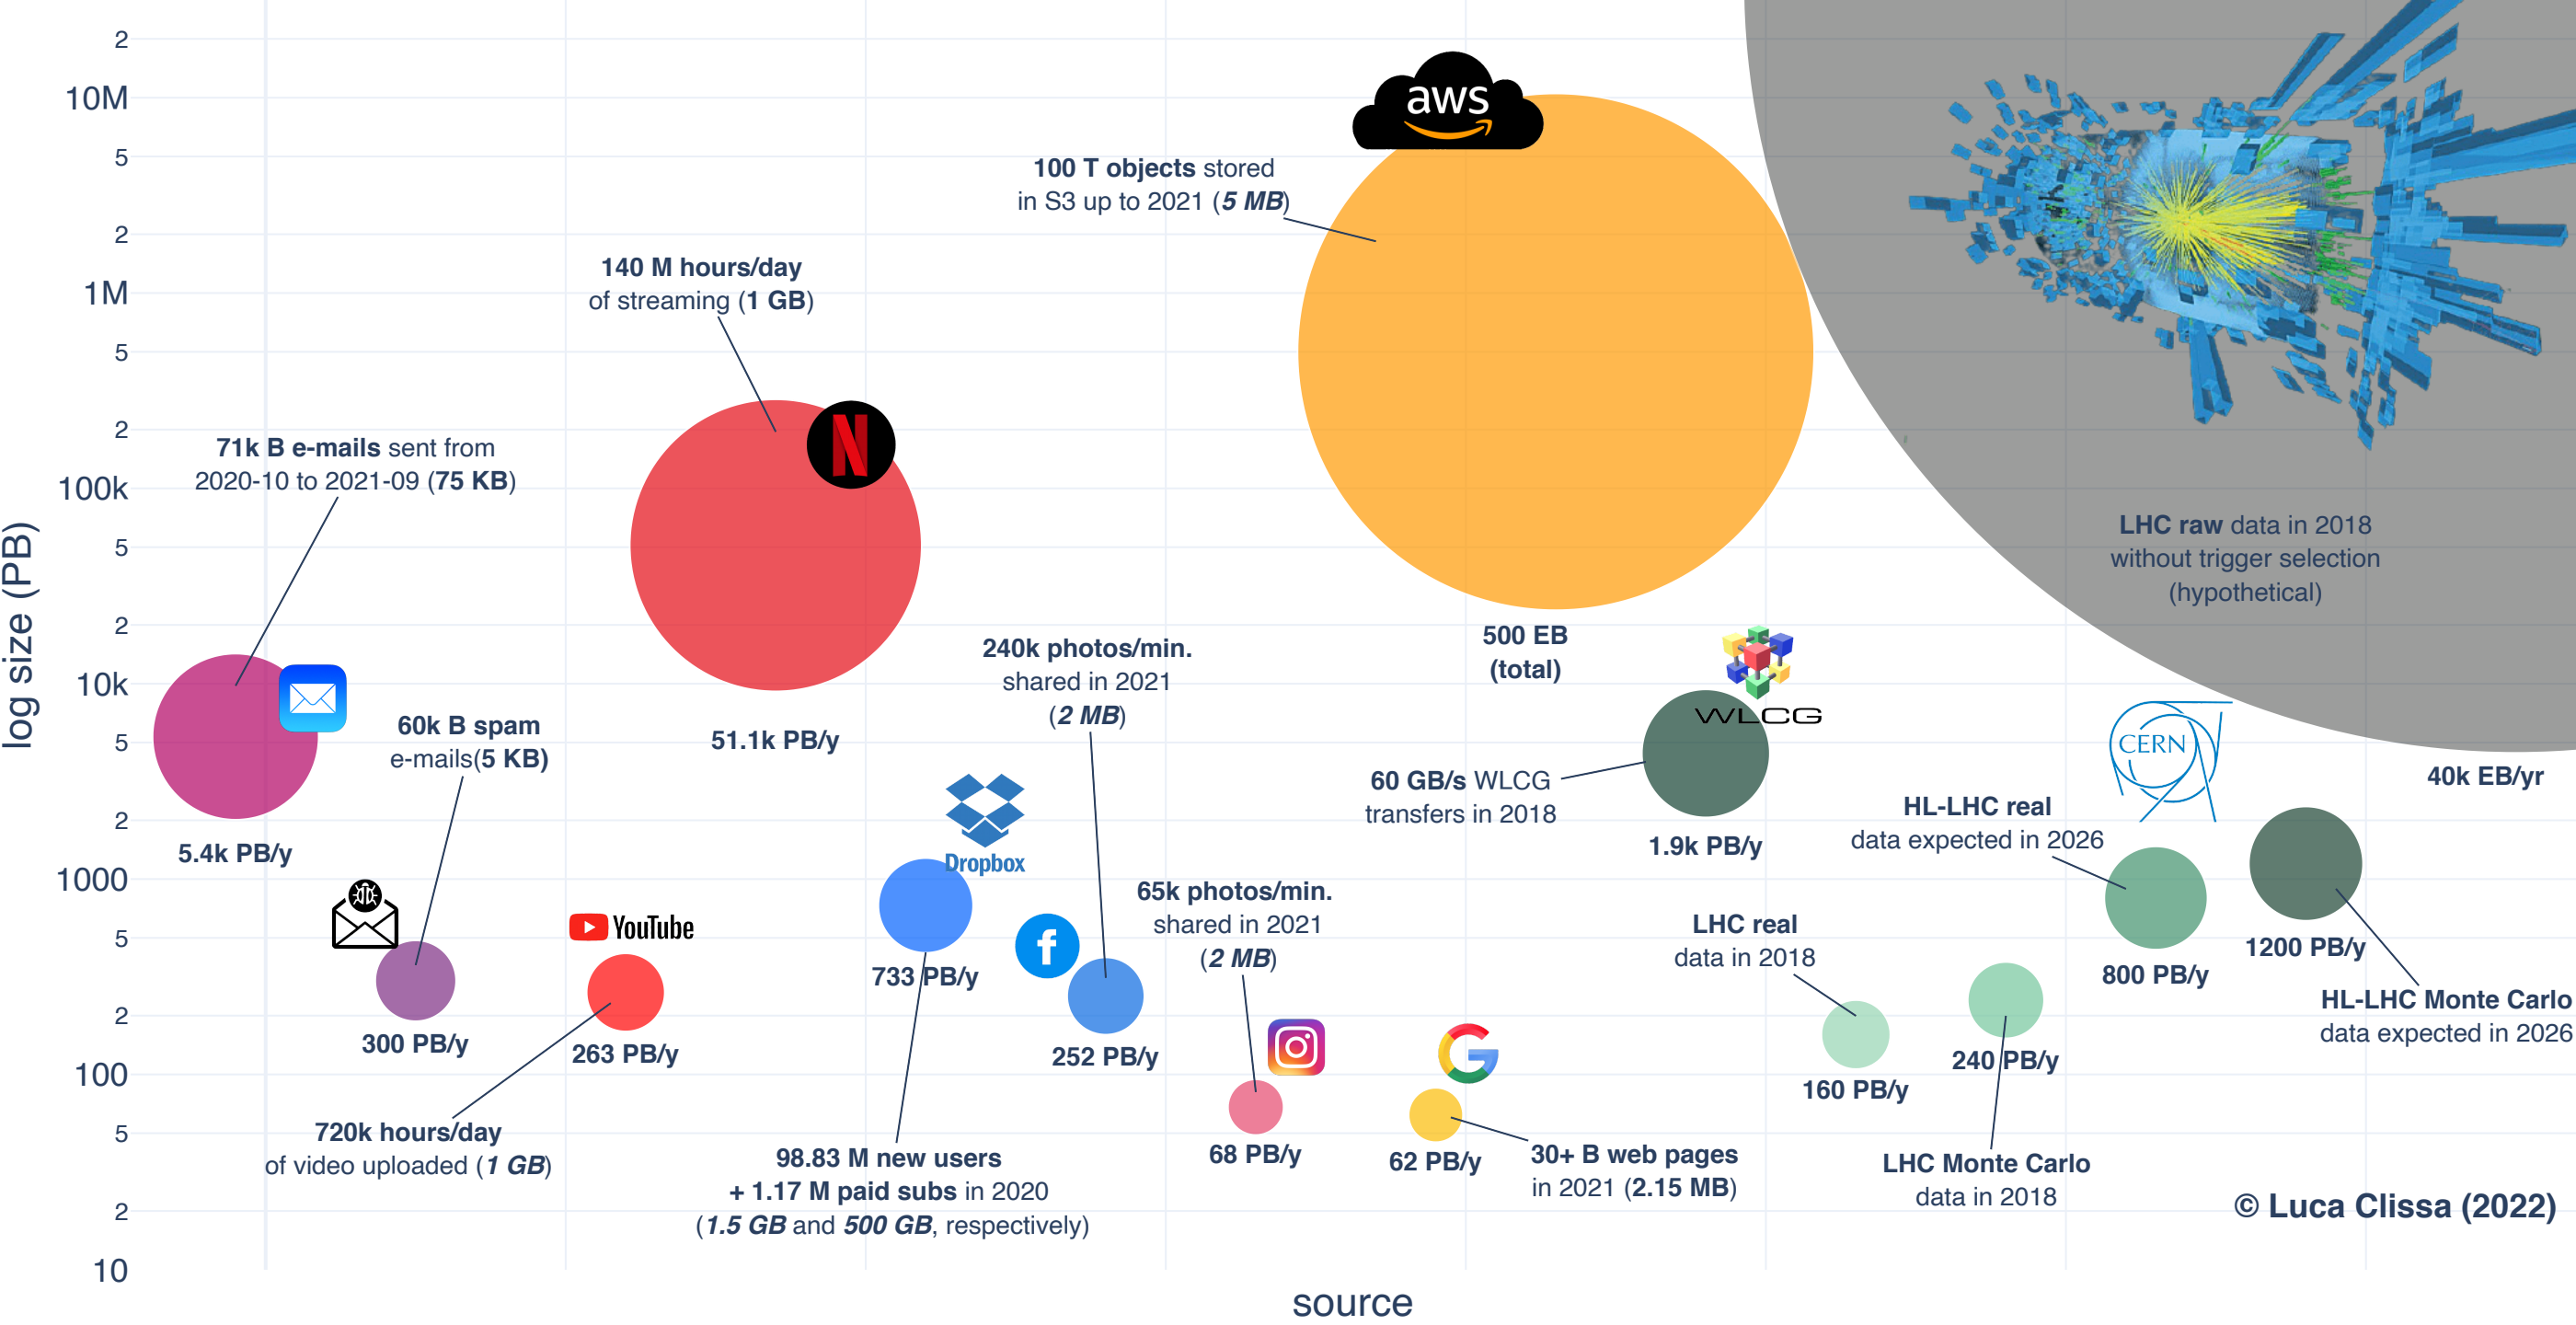 2
10M
5
2
1M
5
2
100k
5
2
10k
5
2
1000
5
2
100
5
2
10
log size (PB)
source
71k B e-mails sent from
2020-10 to 2021-09 (75 KB)
5.4k PB/y
60k B spam
e-mails(5 KB)
300 PB/y
YouTube
263 PB/y
720k hours/day
of video uploaded (1 GB)
140 M hours/day
of streaming (1 GB)
N
51.1k PB/y
Dropbox
733 PB/y
98.83 M new users
+ 1.17 M paid subs in 2020
(1.5 GB and 500 GB, respectively)
240k photos/min.
shared in 2021
(2 MB)
f
252 PB/y
65k photos/min.
shared in 2021
(2 MB)
68 PB/y
G
62 PB/y
30+ B web pages
in 2021 (2.15 MB)
aws
100 T objects stored
in S3 up to 2021 (5 MB)
500 EB
(total)
WLCG
60 GB/s WLCG
transfers in 2018
1.9k PB/y
LHC real
data in 2018
160 PB/y
240 PB/y
LHC Monte Carlo
data in 2018
CERN
HL-LHC real
data expected in 2026
800 PB/y
1200 PB/y
HL-LHC Monte Carlo
data expected in 2026
LHC raw data in 2018
without trigger selection
(hypothetical)
40k EB/yr
© Luca Clissa (2022)